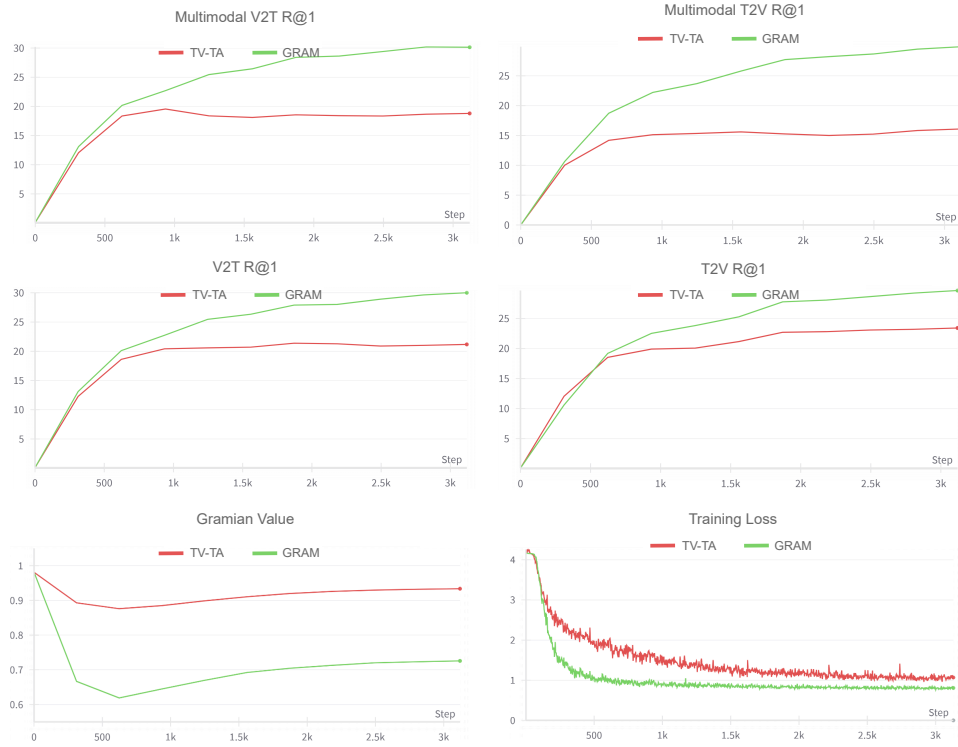 Multimodal V2T R@1
TV-TA GRAM
30
25
20
15
10
5
Step
0 500 1k 1.5k 2k 2.5k 3k
Multimodal T2V R@1
TV-TA GRAM
25
20
15
10
5
0
Step
0 500 1k 1.5k 2k 2.5k 3k
V2T R@1
TV-TA GRAM
30
25
20
15
10
5
Step
0 500 1k 1.5k 2k 2.5k 3k
T2V R@1
TV-TA GRAM
25
20
15
10
5
Step
0 500 1k 1.5k 2k 2.5k 3k
Gramian Value
TV-TA GRAM
1
0.9
0.8
0.7
0.6
Step
0 500 1k 1.5k 2k 2.5k 3k
Training Loss
TV-TA GRAM
4
3
2
1
0
Step
500 1k 1.5k 2k 2.5k 3k